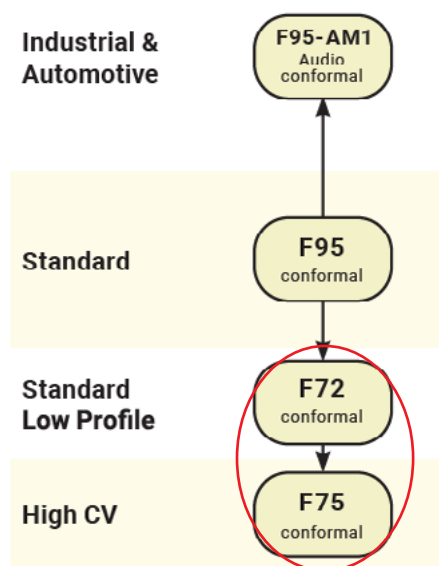 Industrial &
Automotive
F95-AM1
Audio
conformal
Standard
F95
conformal
Standard
Low Profile
F72
conformal
High CV
F75
conformal